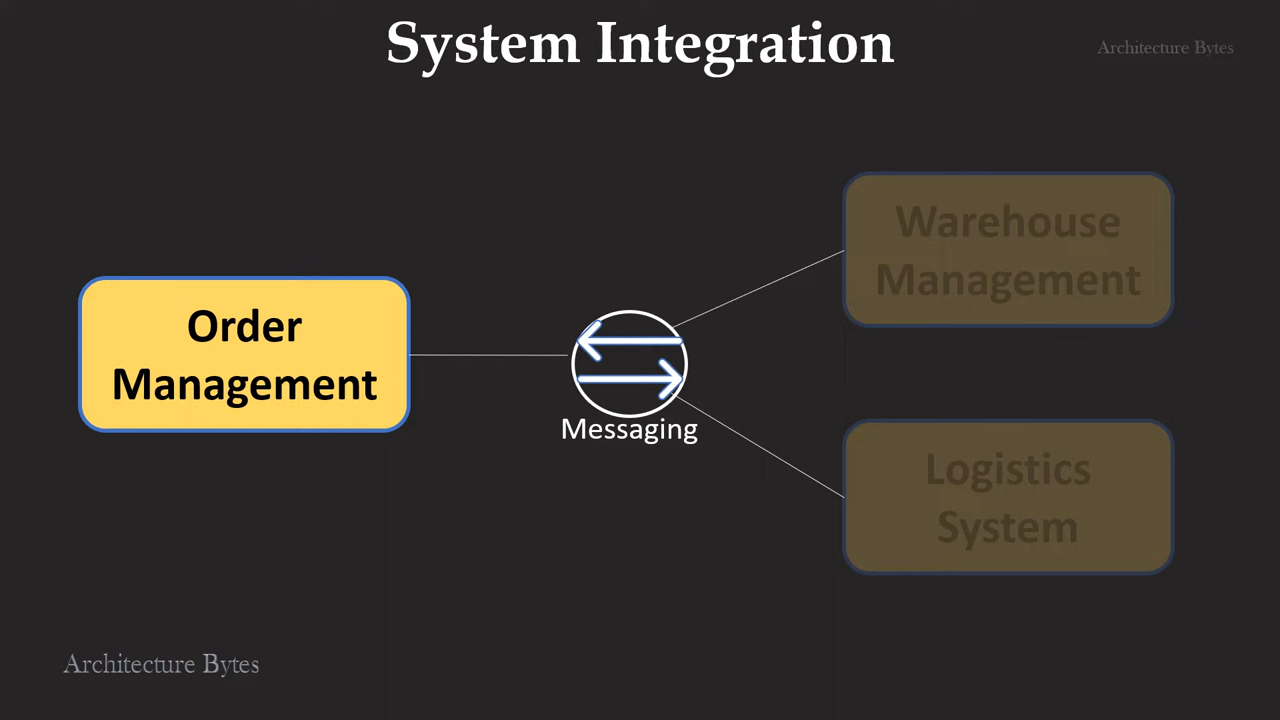 System Integration
Architecture Bytes
Warehouse
Management
Order
Management
Messaging
Logistics
System
Architecture Bytes